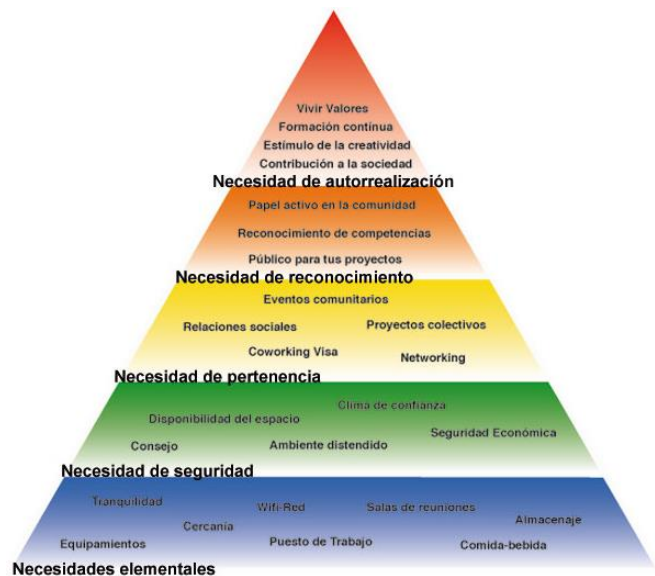 Vivir Valores
Formación contínua
Estímulo de la creatividad
Contribución a la sociedad
Necesidad de autorrealización
Papel activo en la comunidad
Reconocimiento de competencias
Público para tus proyectos
Necesidad de reconocimiento
Eventos comunitarios
Relaciones sociales
Proyectos colectivos
Coworking Visa
Networking
Necesidad de pertenencia
Clima de confianza
Disponibilidad del espacio
Seguridad Económica
Consejo
Ambiente distendido
Necesidad de seguridad
Tranquilidad
Wifi-Red
Salas de reuniones
Cercanía
Almacenaje
Equipamientos
Puesto de Trabajo
Comida-bebida
Necesidades elementales